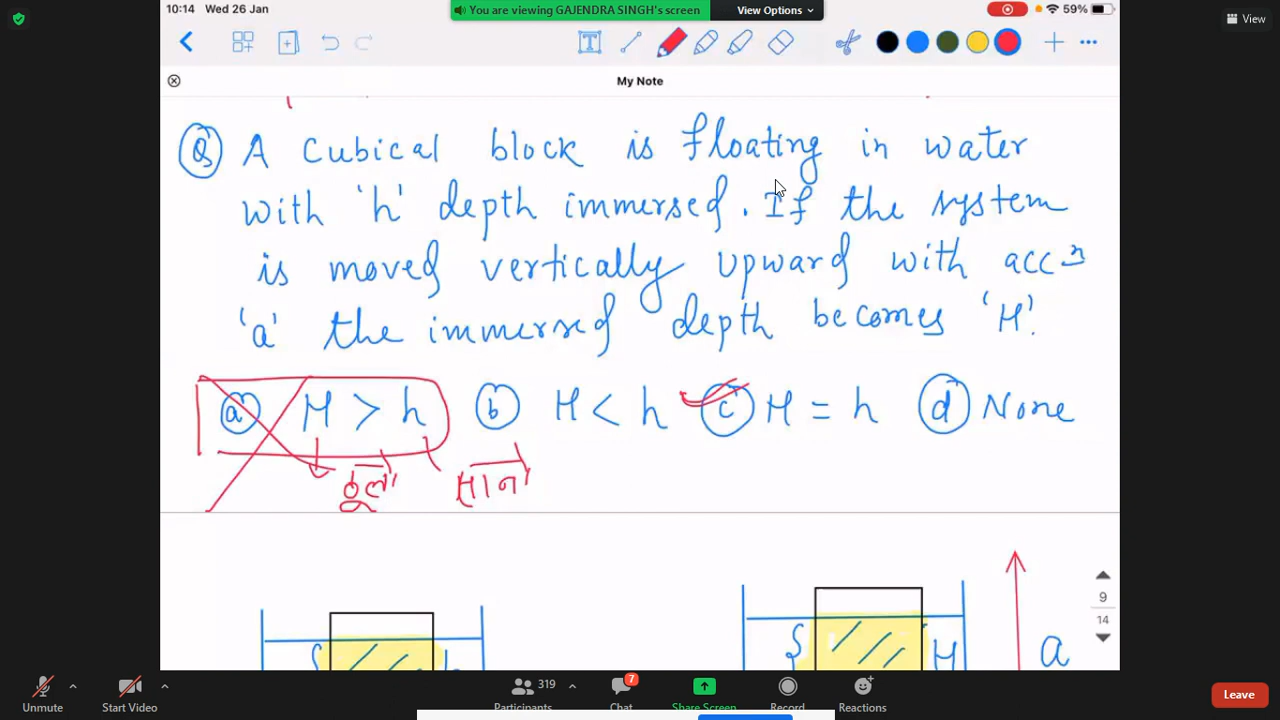 10:14 Wed 26 Jan
You are viewing GAJENDRA SINGH's screen
View Options
59%
View
My Note
Q A Cubical block is floating in water
with 'h' depth immersed. If the system
is moved vertically upward with accn
'a' the immersed depth becomes 'H'.
a H > h b H < h c H = h d None
9
14
H
a
Unmute
Start Video
319
Participants
7
Chat
Share Screen
Record
Reactions
Leave